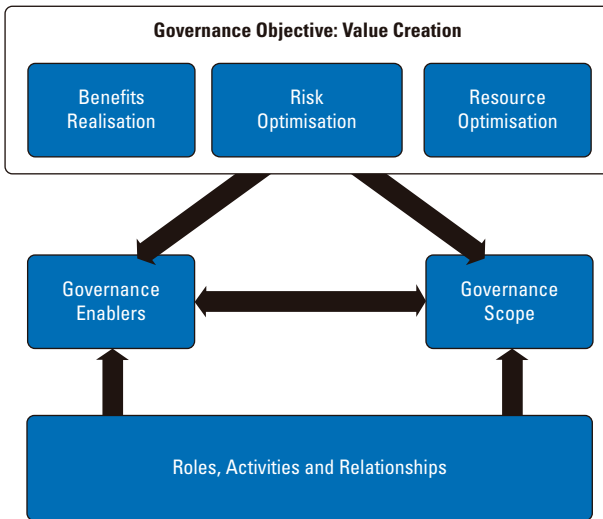 Governance Objective: Value Creation
Benefits
Realisation
Risk
Optimisation
Resource
Optimisation
Governance
Enablers
Governance
Scope
Roles, Activities and Relationships